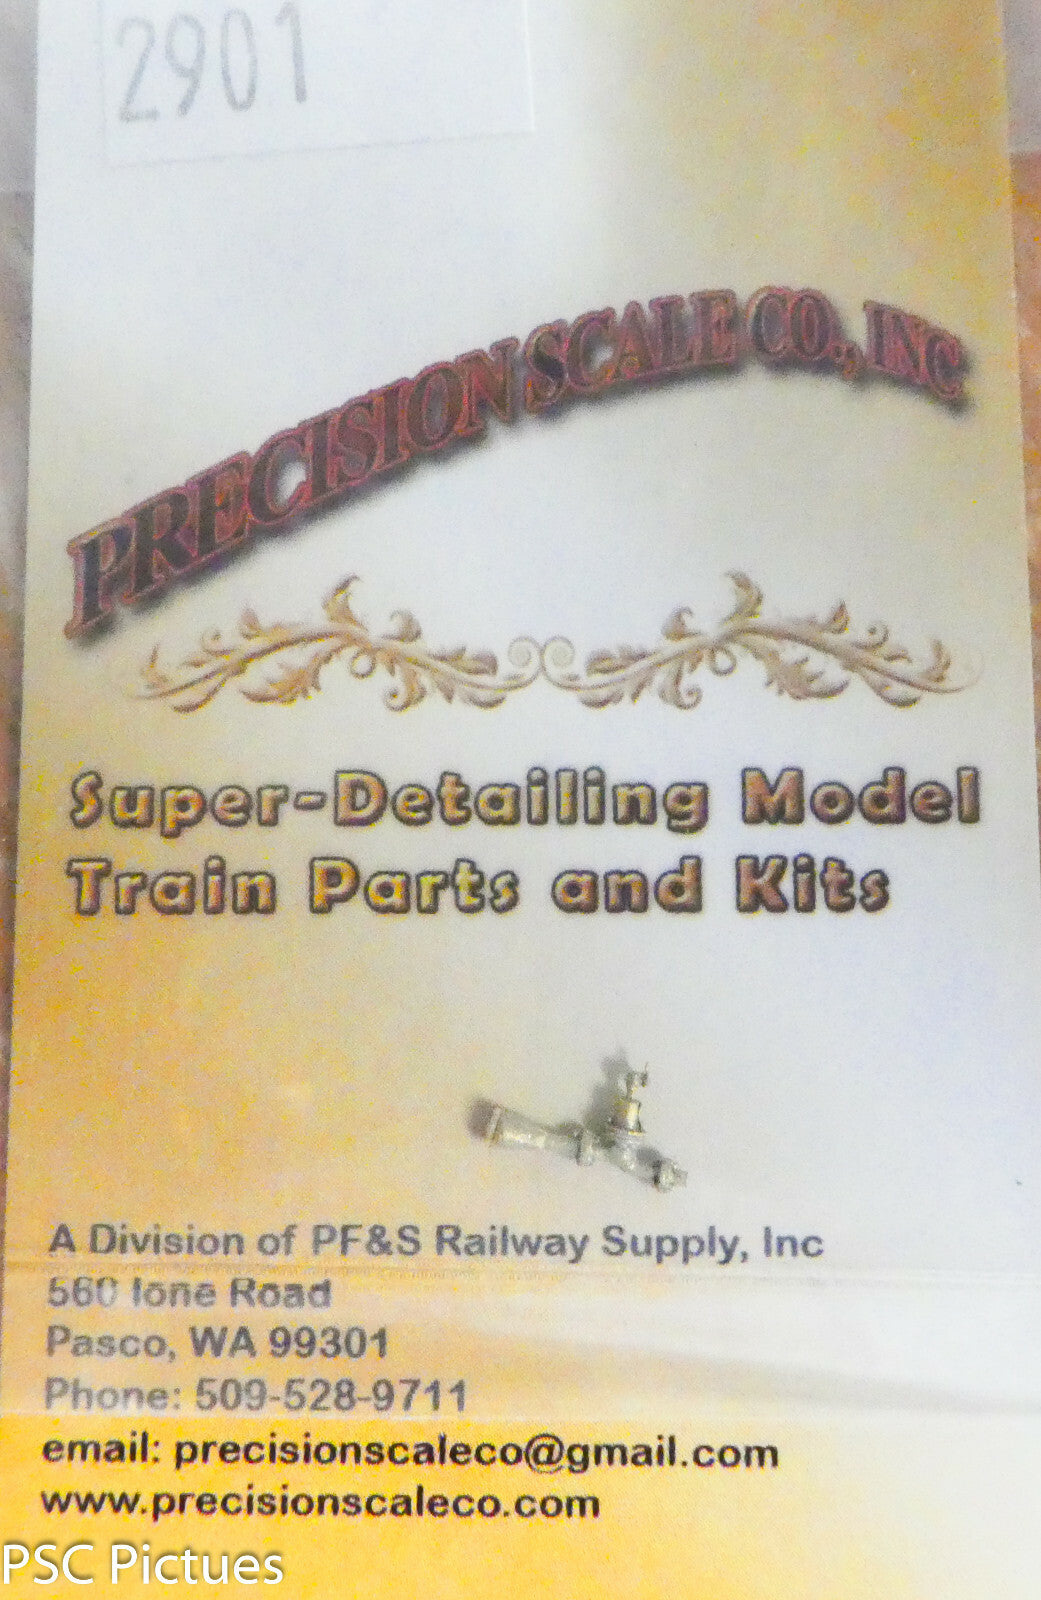 2901
PRECISION SCALE CO., INC
Super-Detailing Model
Train Parts and Kits
A Division of PF&S Railway Supply, Inc
560 Ione Road
Pasco, WA 99301
Phone: 509-528-9711
email: precisionscaleco@gmail.com
www.precisionscaleco.com
PSC Pictues